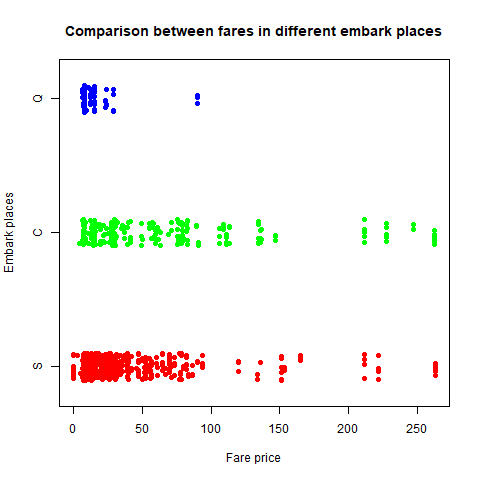 Comparison between fares in different embark places
Embark places
Q
C
S
0 50 100 150 200 250
Fare price